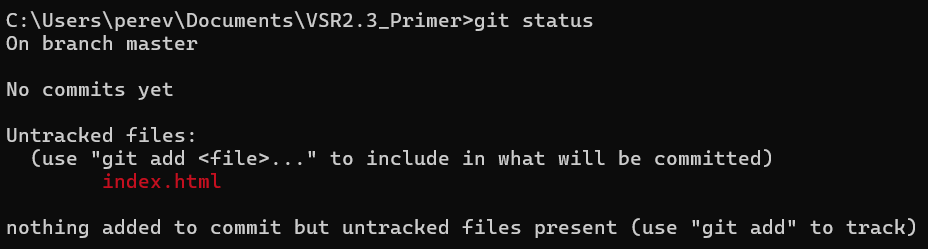 C:\Users\perev\Documents\VSR2.3_Primer>git status
On branch master
No commits yet
Untracked files:
  (use "git add <file>..." to include in what will be committed)
        index.html
nothing added to commit but untracked files present (use "git add" to track)